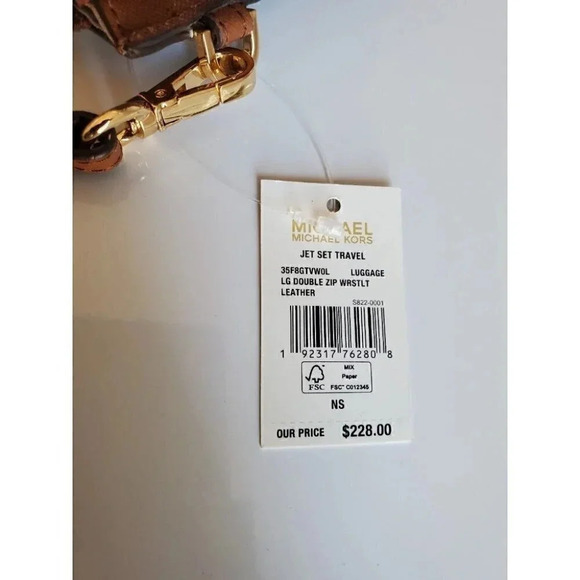 MICHAEL
MICHAEL KORS
JET SET TRAVEL
35F8GTVW0L LUGGAGE
LG DOUBLE ZIP WRSTLT
LEATHER
S822-0001
1 92317 76280 8
FSC
MIX
Paper
FSC™ C012345
NS
OUR PRICE $228.00